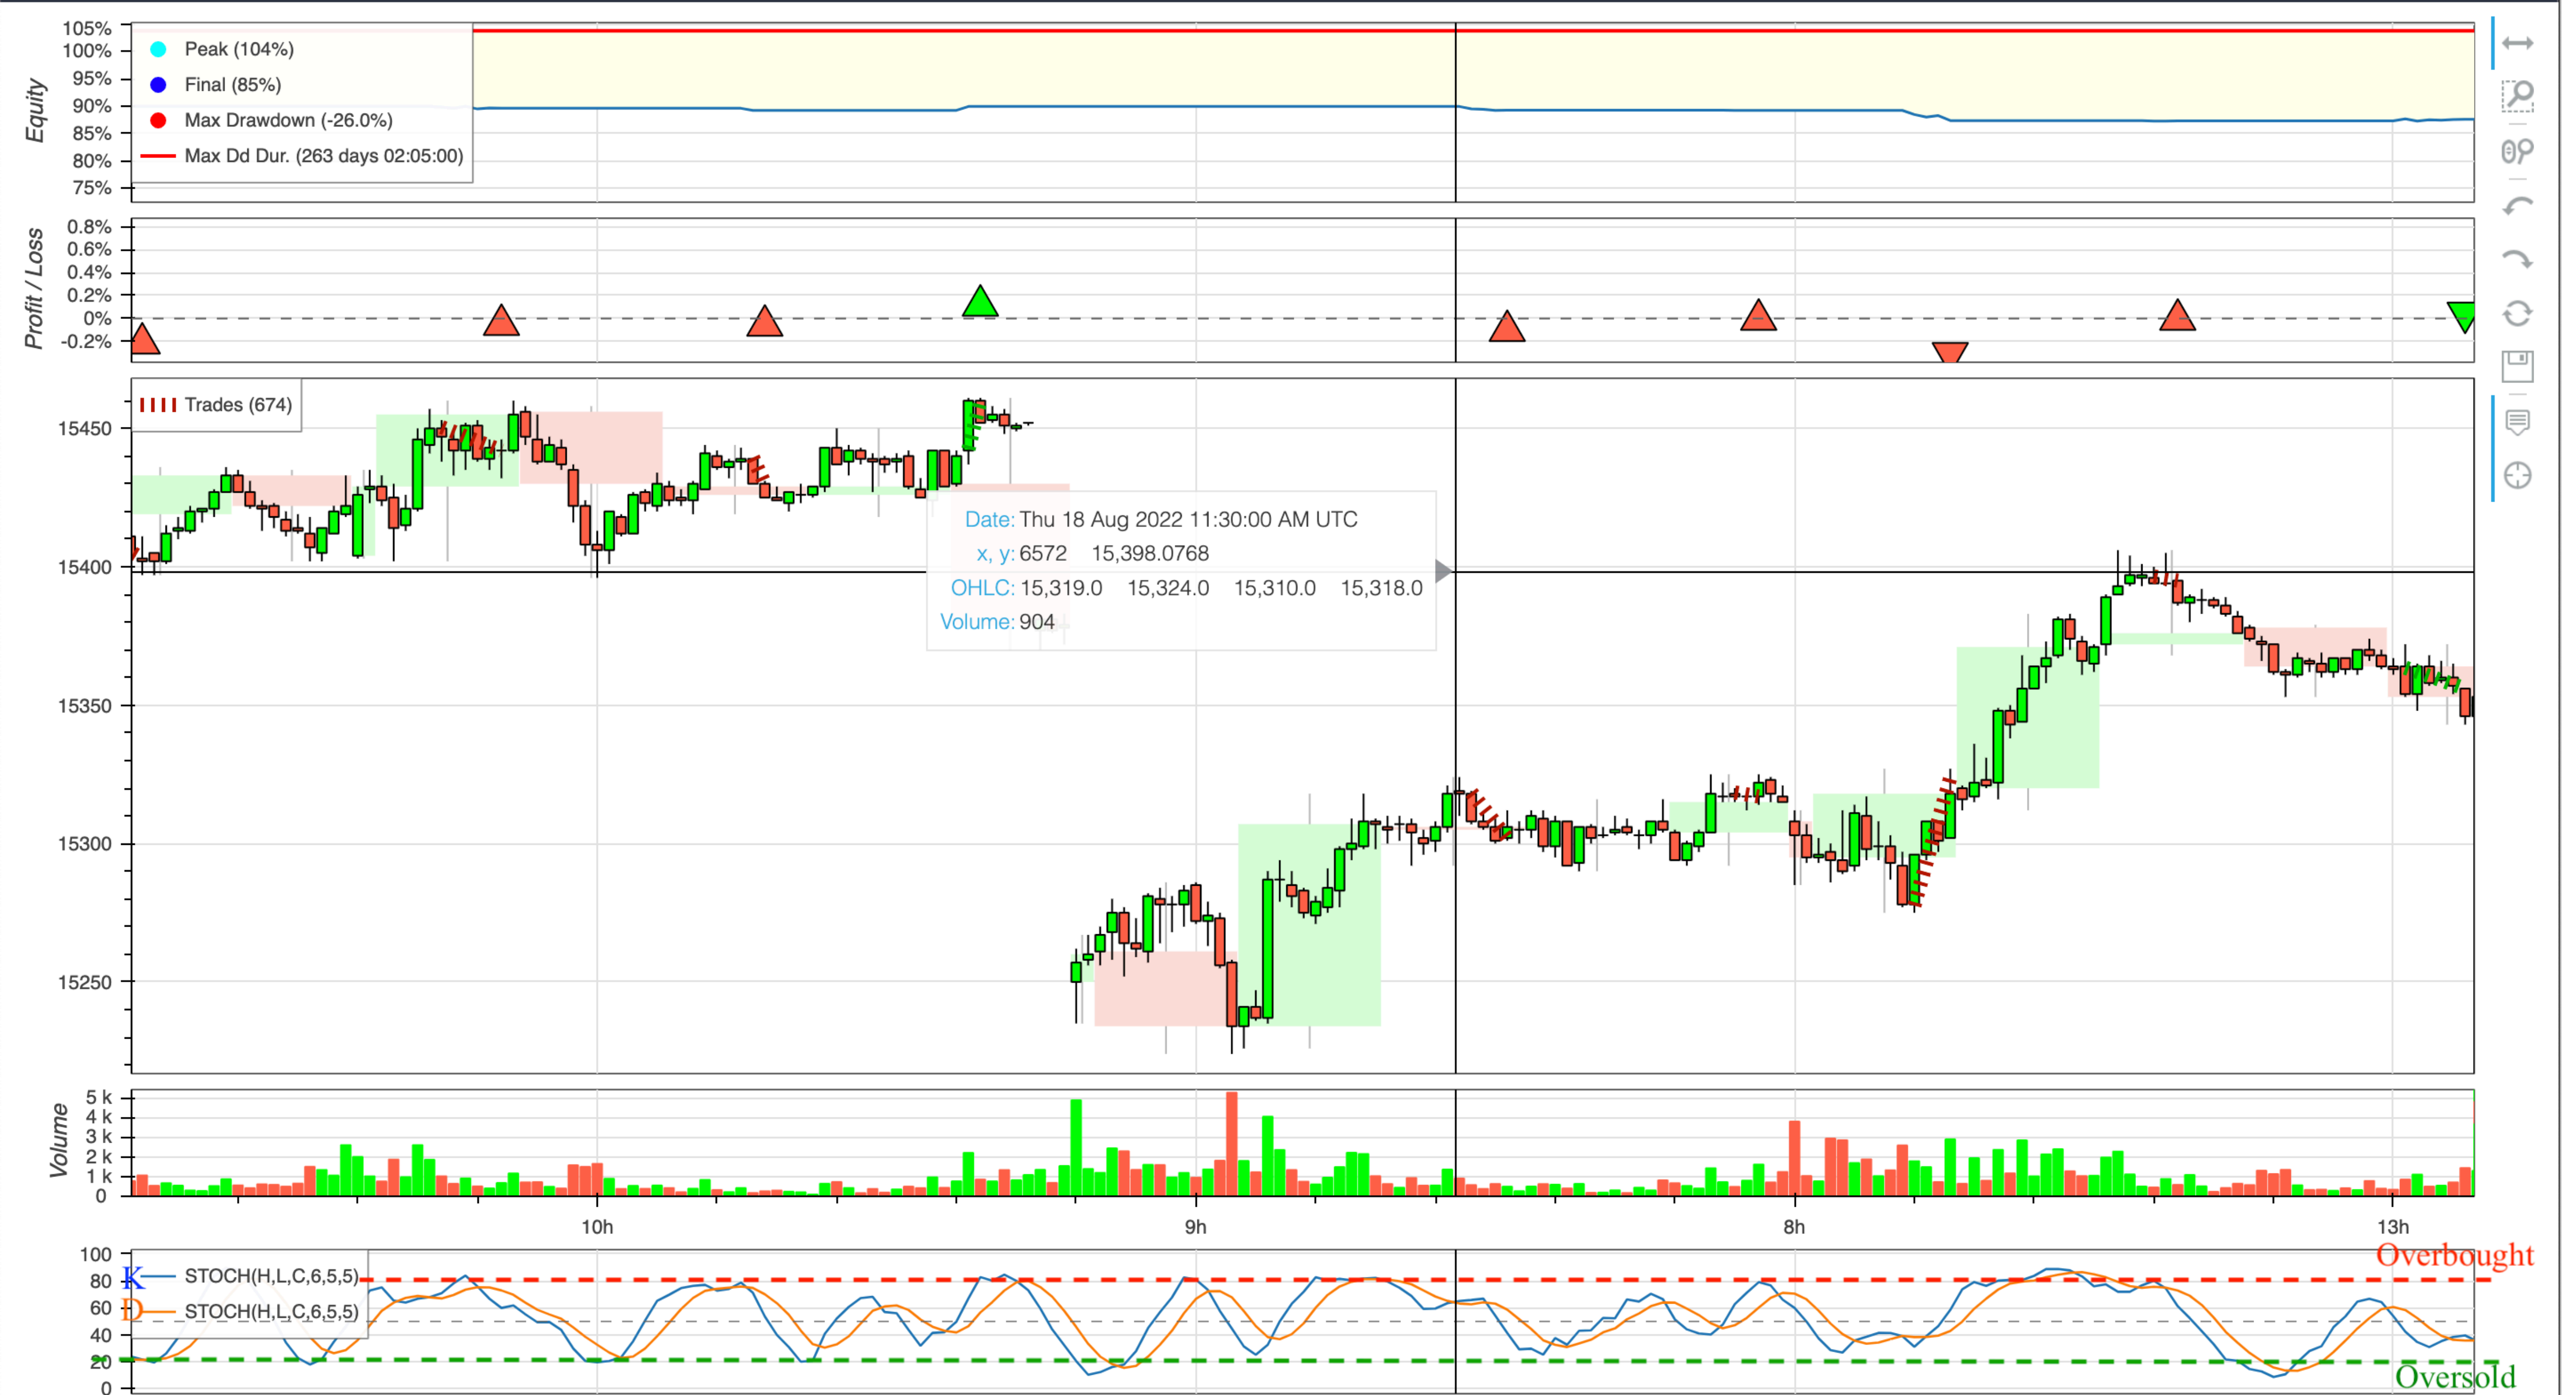 105%
100%
95%
90%
85%
80%
75%
Equity
Peak (104%)
Final (85%)
Max Drawdown (-26.0%)
Max Dd Dur. (263 days 02:05:00)
0.8%
0.6%
0.4%
0.2%
0%
-0.2%
Profit / Loss
Trades (674)
15450
15400
15350
15300
15250
Date: Thu 18 Aug 2022 11:30:00 AM UTC
x, y: 6572 15,398.0768
OHLC: 15,319.0 15,324.0 15,310.0 15,318.0
Volume: 904
5 k
4 k
3 k
2 k
1 k
0
Volume
10h 9h 8h 13h
100
80
60
40
20
0
K STOCH(H,L,C,6,5,5)
D STOCH(H,L,C,6,5,5)
Overbought
Oversold